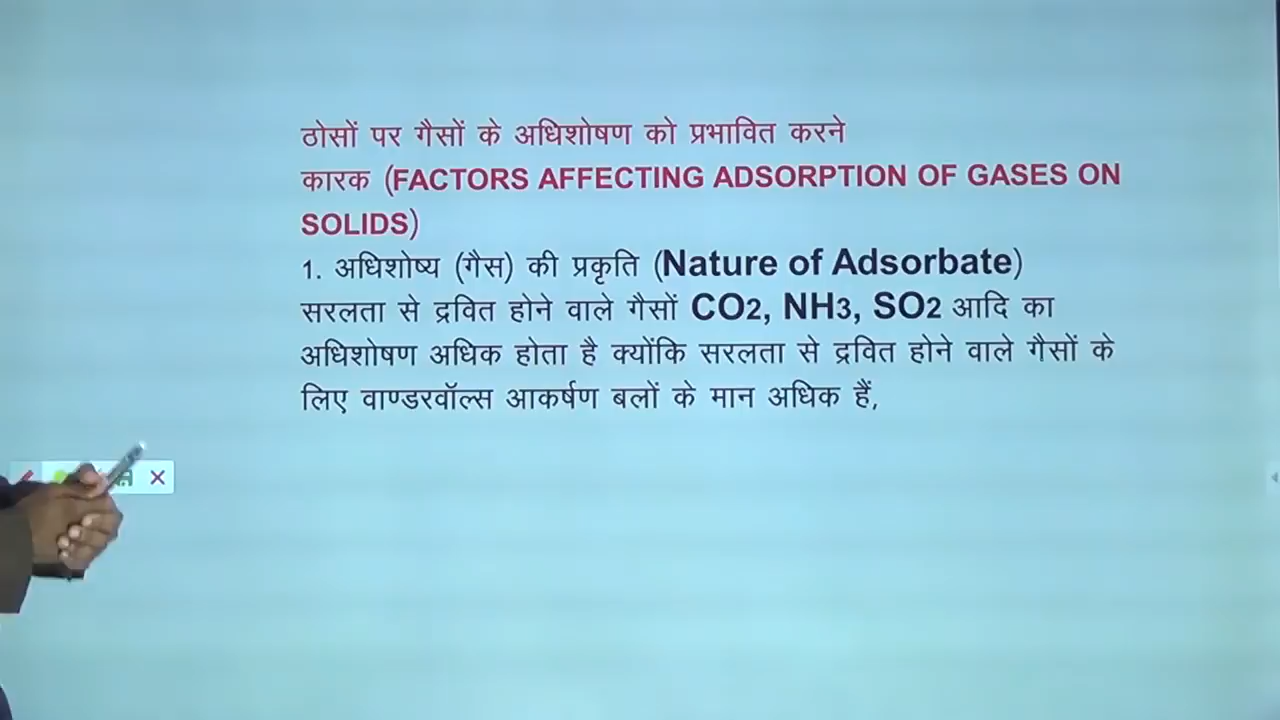 ठोसों पर गैसों के अधिशोषण को प्रभावित करने
कारक (FACTORS AFFECTING ADSORPTION OF GASES ON
SOLIDS)
1. अधिशोष्य (गैस) की प्रकृति (Nature of Adsorbate)
सरलता से द्रवित होने वाले गैसों CO2, NH3, SO2 आदि का
अधिशोषण अधिक होता है क्योंकि सरलता से द्रवित होने वाले गैसों के
लिए वाण्डरवॉल्स आकर्षण बलों के मान अधिक हैं,